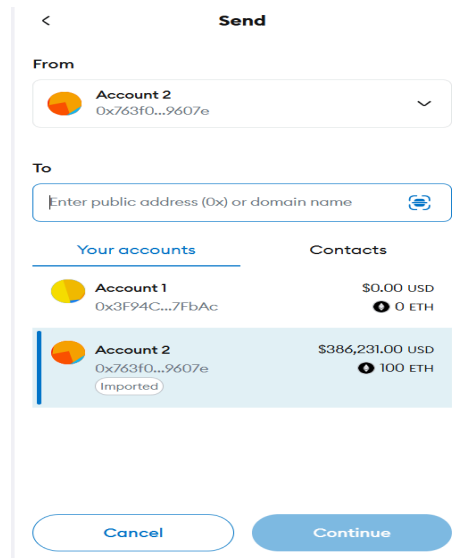 Send
From
Account 2
0x763f0...9607e
To
Enter public address (0x) or domain name
Your accounts Contacts
Account 1 $0.00 USD
0x3F94C...7FbAc 0 ETH
Account 2 $386,231.00 USD
0x763f0...9607e 100 ETH
Imported
Cancel Continue